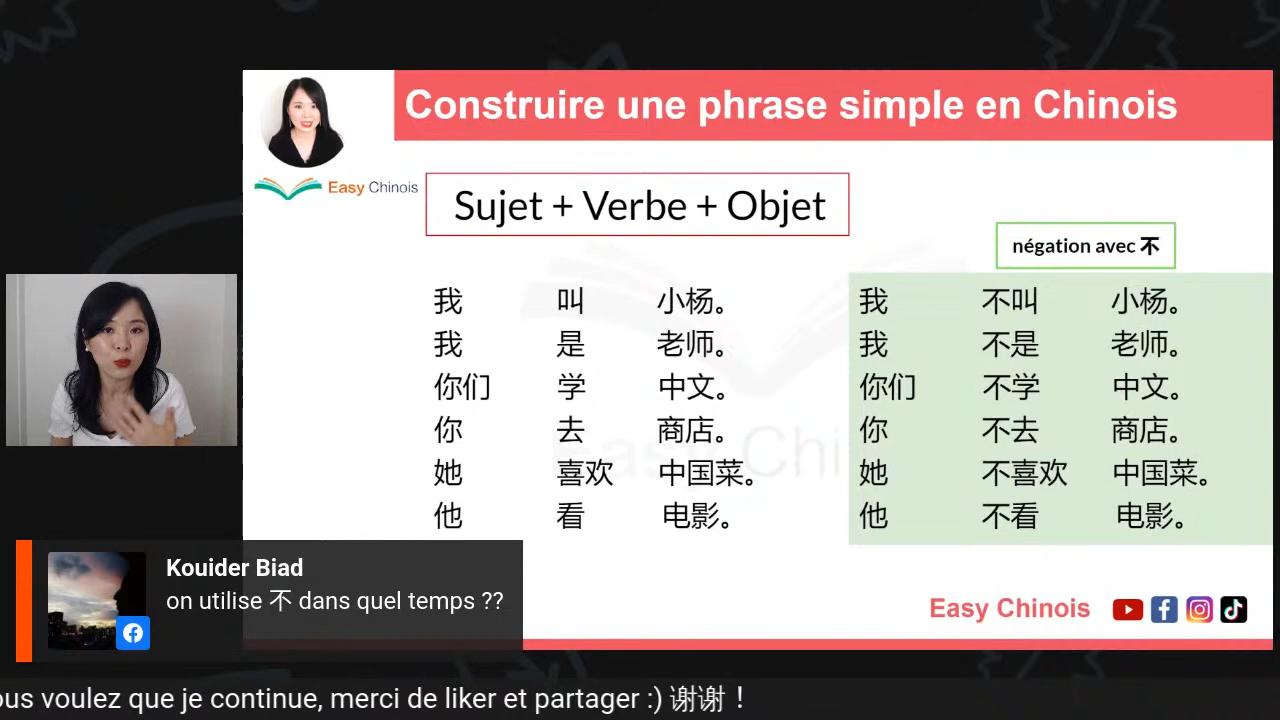 Construire une phrase simple en Chinois
Easy Chinois
Sujet + Verbe + Objet
négation avec 不
我 叫 小杨。
我 是 老师。
你们 学 中文。
你 去 商店。
她 喜欢 中国菜。
他 看 电影。
我 不叫 小杨。
我 不是 老师。
你们 不学 中文。
你 不去 商店。
她 不喜欢 中国菜。
他 不看 电影。
Easy Chinois
Kouider Biad
on utilise 不 dans quel temps ??
Easy Chinois
ous voulez que je continue, merci de liker et partager :) 谢谢！